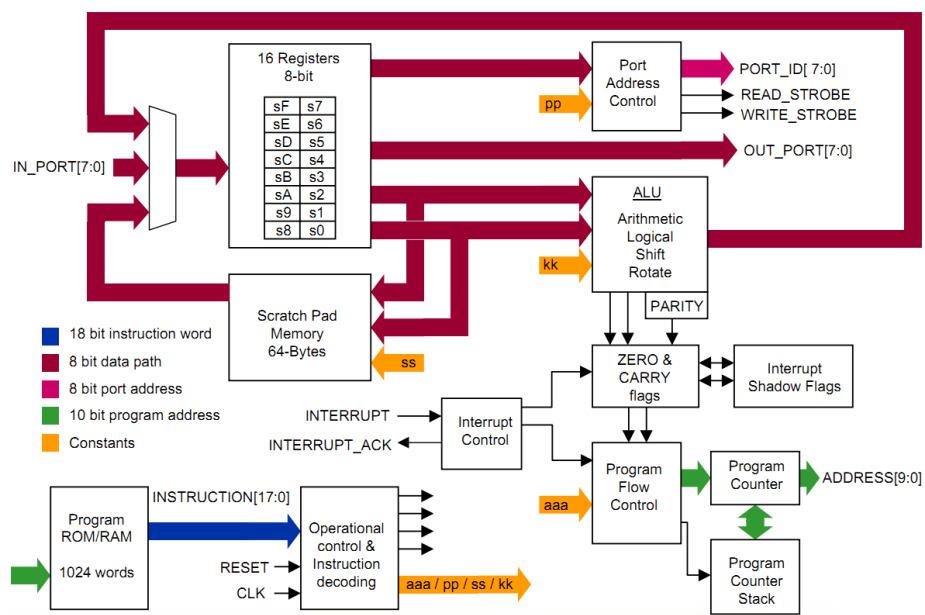 16 Registers
8-bit
sF s7
sE s6
sD s5
sC s4
sB s3
sA s2
s9 s1
s8 s0
IN_PORT[7:0]
Port
Address
Control
pp
PORT_ID[ 7:0]
READ_STROBE
WRITE_STROBE
OUT_PORT[7:0]
ALU
Arithmetic
Logical
Shift
Rotate
kk
PARITY
Scratch Pad
Memory
64-Bytes
ss
18 bit instruction word
8 bit data path
8 bit port address
10 bit program address
Constants
ZERO &
CARRY
flags
Interrupt
Shadow Flags
INTERRUPT
INTERRUPT_ACK
Interrupt
Control
Program
Flow
Control
aaa
Program
Counter
ADDRESS[9:0]
Program
Counter
Stack
Program
ROM/RAM
1024 words
INSTRUCTION[17:0]
RESET
CLK
Operational
control &
Instruction
decoding
aaa / pp / ss / kk